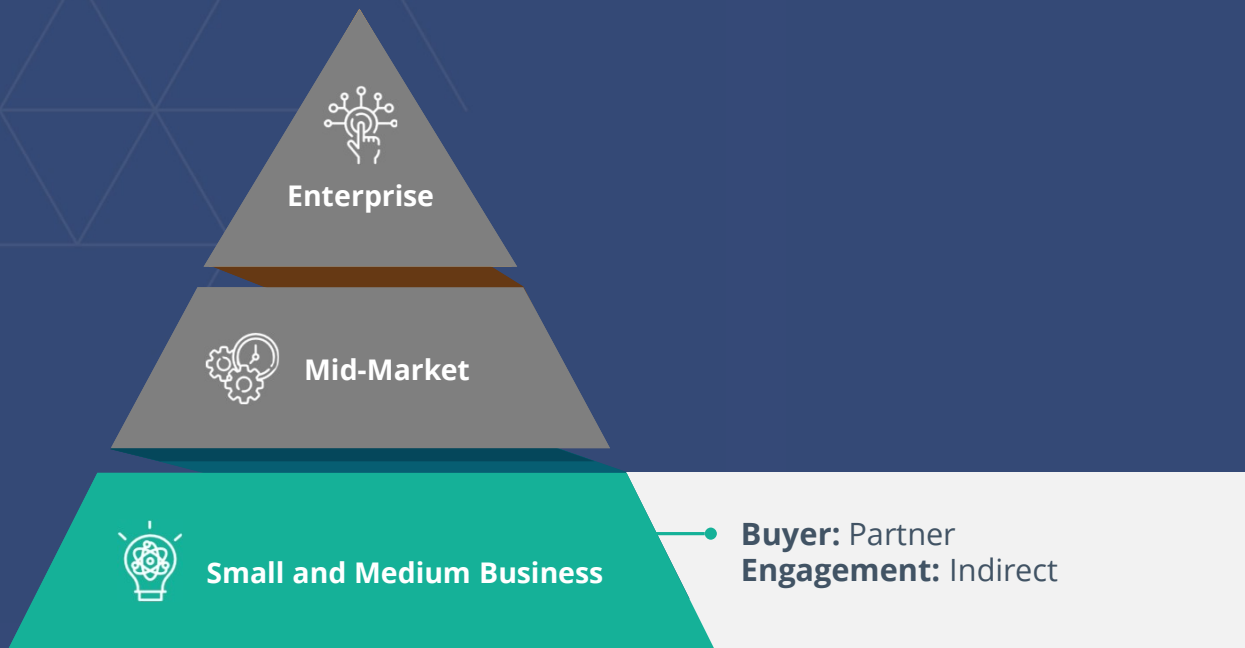 Enterprise
Mid-Market
Small and Medium Business
Buyer: Partner
Engagement: Indirect